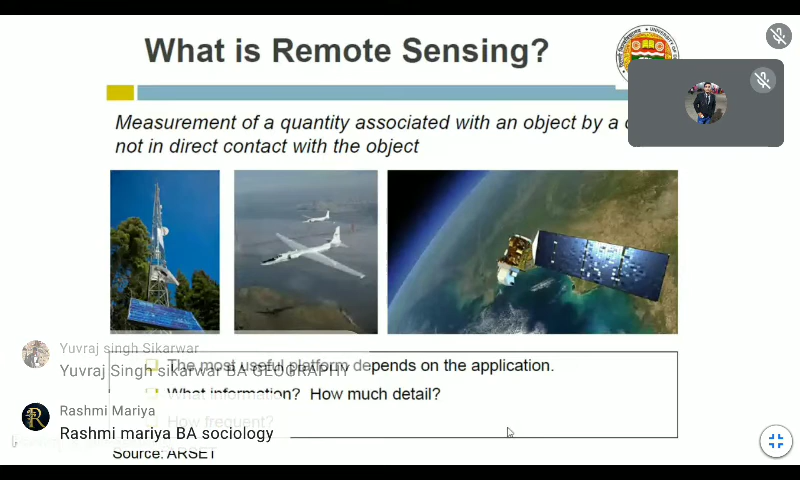 What is Remote Sensing?
Measurement of a quantity associated with an object by a
not in direct contact with the object
The most useful platform depends on the application.
Yuvraj singh Sikarwar
Yuvraj Singh sikarwar BA GEOGRAPHY
What information? How much detail?
Rashmi Mariya
How frequent?
Rashmi mariya BA sociology
Source: ARSET